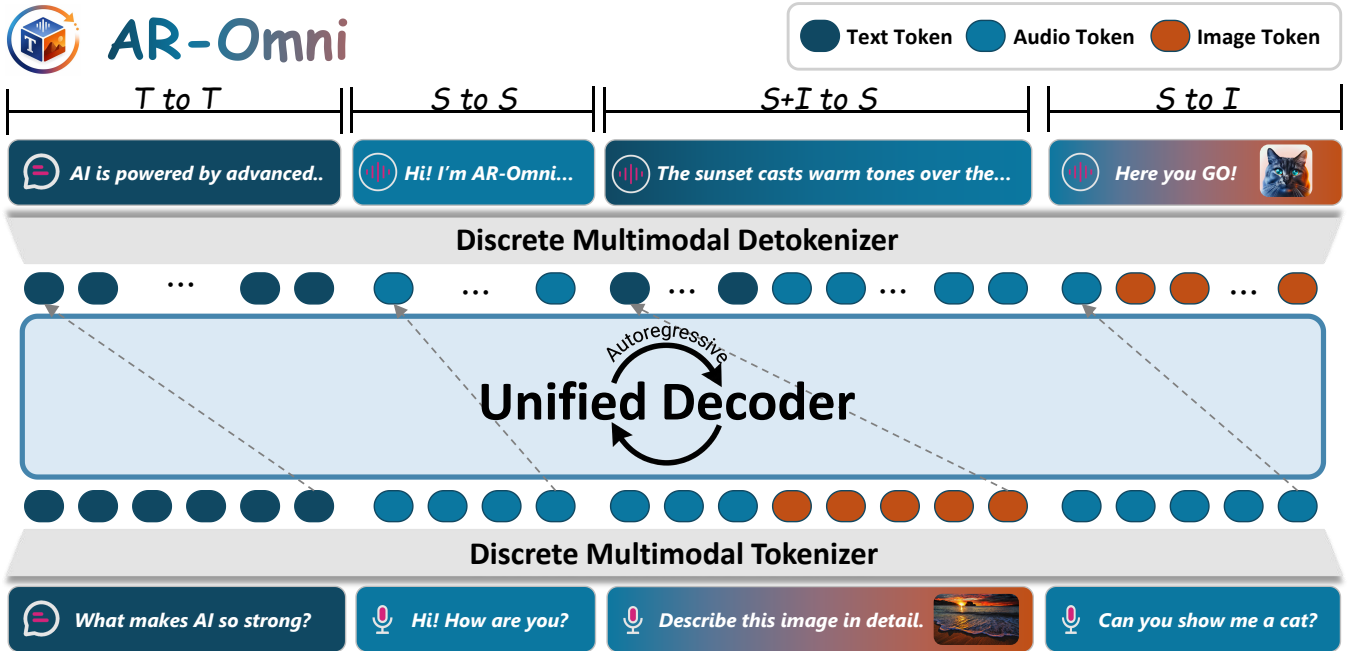 AR-Omni
Text Token Audio Token Image Token
T to T S to S S+I to S S to I
AI is powered by advanced.. Hi! I'm AR-Omni... The sunset casts warm tones over the... Here you GO!
Discrete Multimodal Detokenizer
... ... ... ... ...
Autoregressive
Unified Decoder
Discrete Multimodal Tokenizer
What makes AI so strong? Hi! How are you? Describe this image in detail. Can you show me a cat?